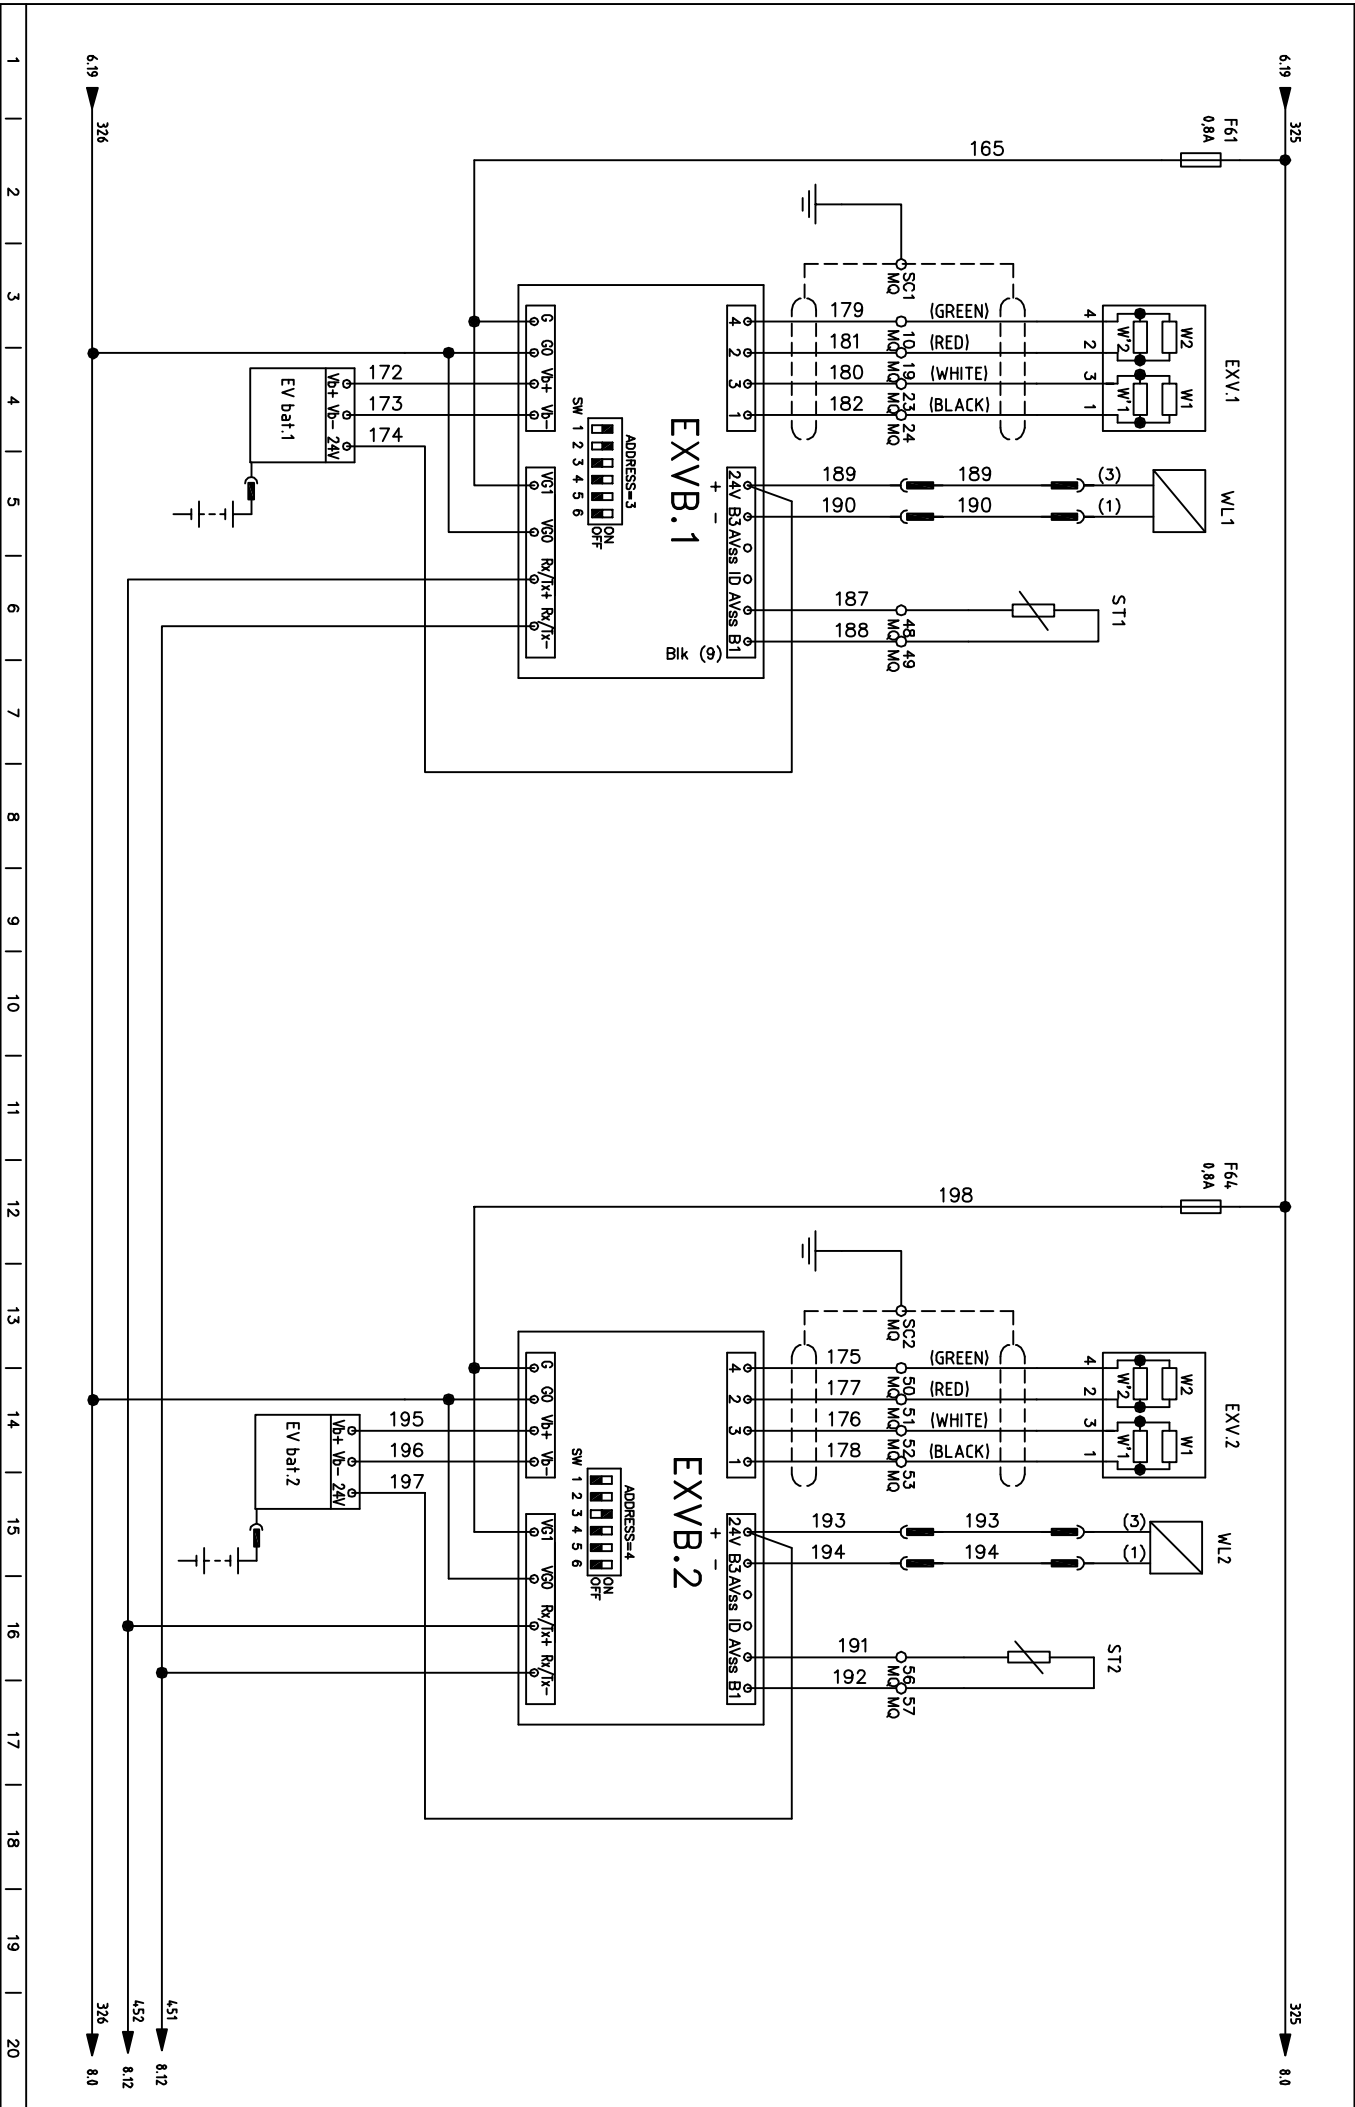 1 2 3 4 5 6 7 8 9 10 11 12 13 14 15 16 17 18 19 20
6.19 325 325 8.0
F61
0,8A
165
EXV.1
W2 W1
W'2 W'1
4 2 3 1
WL1
(3) (1)
ST1
(GREEN)
(RED)
(WHITE)
(BLACK)
SC1 10 19 23 24 48 49
MQ MQ MQ MQ MQ MQ MQ
179
181
180
182
189 189
190 190
187
188
4 2 3 1
24V B3 AVss ID AVss B1
+ -
Blk (9)
EXVB.1
ADDRESS=3
ON
OFF
SW 1 2 3 4 5 6
G G0 Vb+ Vb- VG1 VG0 Rx/Tx+ Rx/Tx-
172
173
174
Vb+ Vb- 24V
EV bat.1
F64
0,8A
198
EXV.2
W2 W1
W'2 W'1
4 2 3 1
WL2
(3) (1)
ST2
(GREEN)
(RED)
(WHITE)
(BLACK)
SC2 50 51 52 53 56 57
MQ MQ MQ MQ MQ MQ MQ
175
177
176
178
193 193
194 194
191
192
4 2 3 1
24V B3 AVss ID AVss B1
+ -
EXVB.2
ADDRESS=4
ON
OFF
SW 1 2 3 4 5 6
G G0 Vb+ Vb- VG1 VG0 Rx/Tx+ Rx/Tx-
195
196
197
Vb+ Vb- 24V
EV bat.2
451 8.12
452 8.12
6.19 326 326 8.0